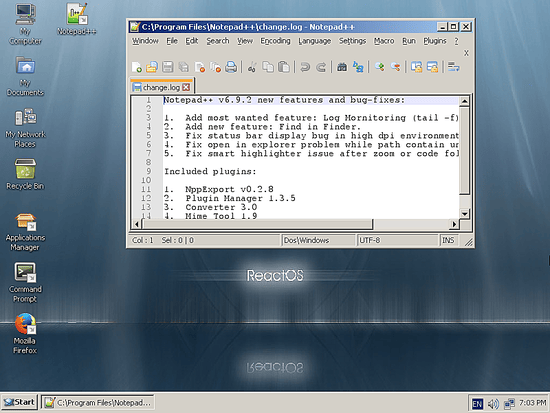 My Computer
Notepad++
My Documents
My Network Places
Recycle Bin
Applications Manager
Command Prompt
Mozilla Firefox
C:\Program Files\Notepad++\change.log - Notepad++
Window File Edit Search View Encoding Language Settings Macro Run Plugins ?
X
change.log
1 Notepad++ v6.9.2 new features and bug-fixes:
2
3 1. Add most wanted feature: Log Mornitoring (tail -f)
4 2. Add new feature: Find in Finder.
5 3. Fix status bar display bug in high dpi environment
6 4. Fix open in explorer problem while path contain un
7 5. Fix smart highlighter issue after zoom or code fol
8
9 Included plugins:
10
11 1. NppExport v0.2.8
12 2. Plugin Manager 1.3.5
13 3. Converter 3.0
14 4. Mime Tool 1.9
Col : 1 Sel : 0 | 0 Dos\Windows UTF-8 INS
ReactOS
Start C:\Program Files\Notepad... EN 7:03 PM